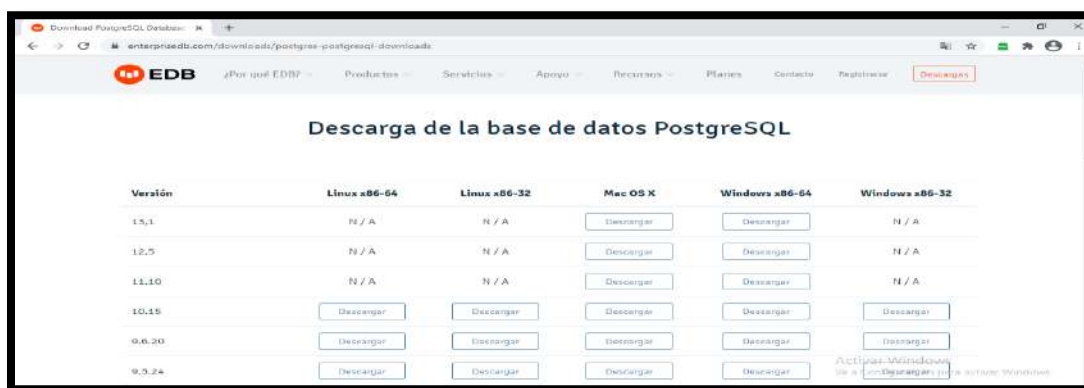 Download PostgreSQL Database
enterprisedb.com/downloads/postgres-postgresql-downloads
EDB ¿Por qué EDB? Productos Servicios Apoyo Recursos Planes Contacto Registrarse Descargas
Descarga de la base de datos PostgreSQL
Versión Linux x86-64 Linux x86-32 Mac OS X Windows x86-64 Windows x86-32
13,1 N / A N / A Descargar Descargar N / A
12,5 N / A N / A Descargar Descargar N / A
11,10 N / A N / A Descargar Descargar N / A
10.15 Descargar Descargar Descargar Descargar Descargar
9.6.20 Descargar Descargar Descargar Descargar Descargar
9.5.24 Descargar Descargar Descargar Descargar Descargar
Activar Windows
Ve a para activar Windows.